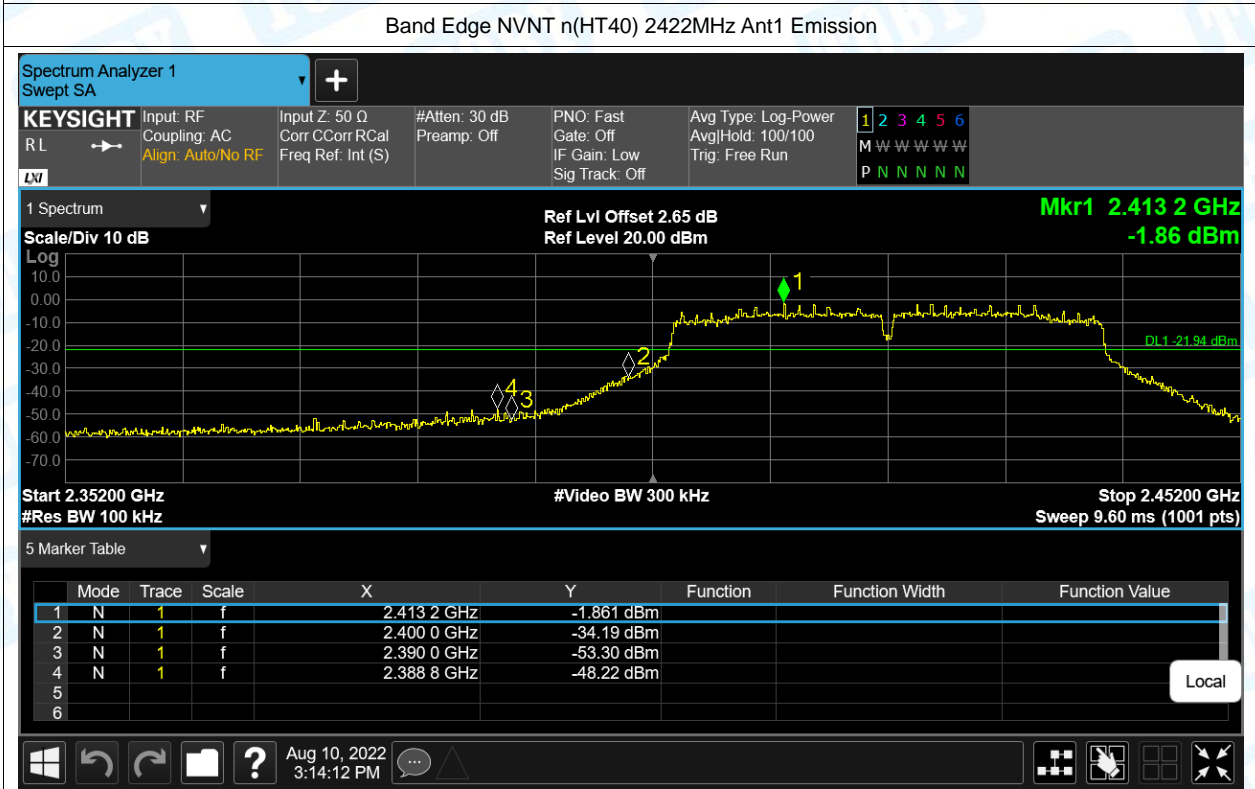 Band Edge NVNT n(HT40) 2422MHz Ant1 Emission
Spectrum Analyzer 1
Swept SA
KEYSIGHT
R L
LXI
Input: RF
Coupling: AC
Align: Auto/No RF
Input Z: 50 Ω
Corr CCorr RCal
Freq Ref: Int (S)
#Atten: 30 dB
Preamp: Off
PNO: Fast
Gate: Off
IF Gain: Low
Sig Track: Off
Avg Type: Log-Power
Avg|Hold: 100/100
Trig: Free Run
1 2 3 4 5 6
M W W W W W
P N N N N N
1 Spectrum
Scale/Div 10 dB
Ref Lvl Offset 2.65 dB
Ref Level 20.00 dBm
Mkr1 2.413 2 GHz
-1.86 dBm
Log
10.0
0.00
-10.0
-20.0
-30.0
-40.0
-50.0
-60.0
-70.0
1
2
4
3
DL1 -21.94 dBm
Start 2.35200 GHz
#Video BW 300 kHz
Stop 2.45200 GHz
#Res BW 100 kHz
Sweep 9.60 ms (1001 pts)
5 Marker Table
Mode Trace Scale X Y Function Function Width Function Value
1 N 1 f 2.413 2 GHz -1.861 dBm
2 N 1 f 2.400 0 GHz -34.19 dBm
3 N 1 f 2.390 0 GHz -53.30 dBm
4 N 1 f 2.388 8 GHz -48.22 dBm
5
6
Local
?
Aug 10, 2022
3:14:12 PM